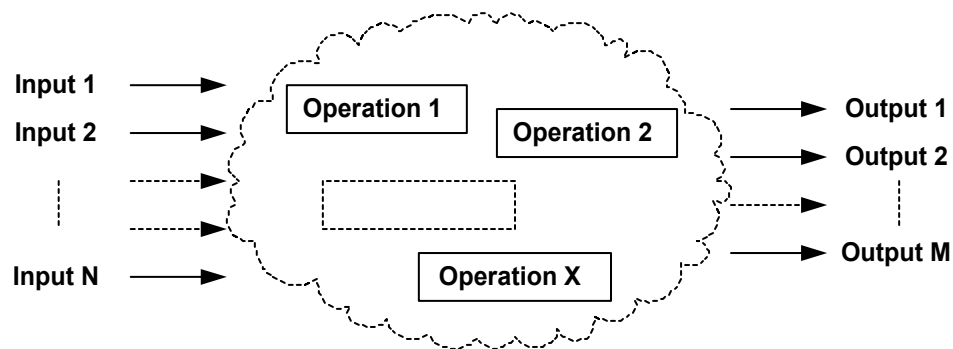 Input 1
Input 2
Input N
Operation 1
Operation 2
Operation X
Output 1
Output 2
Output M